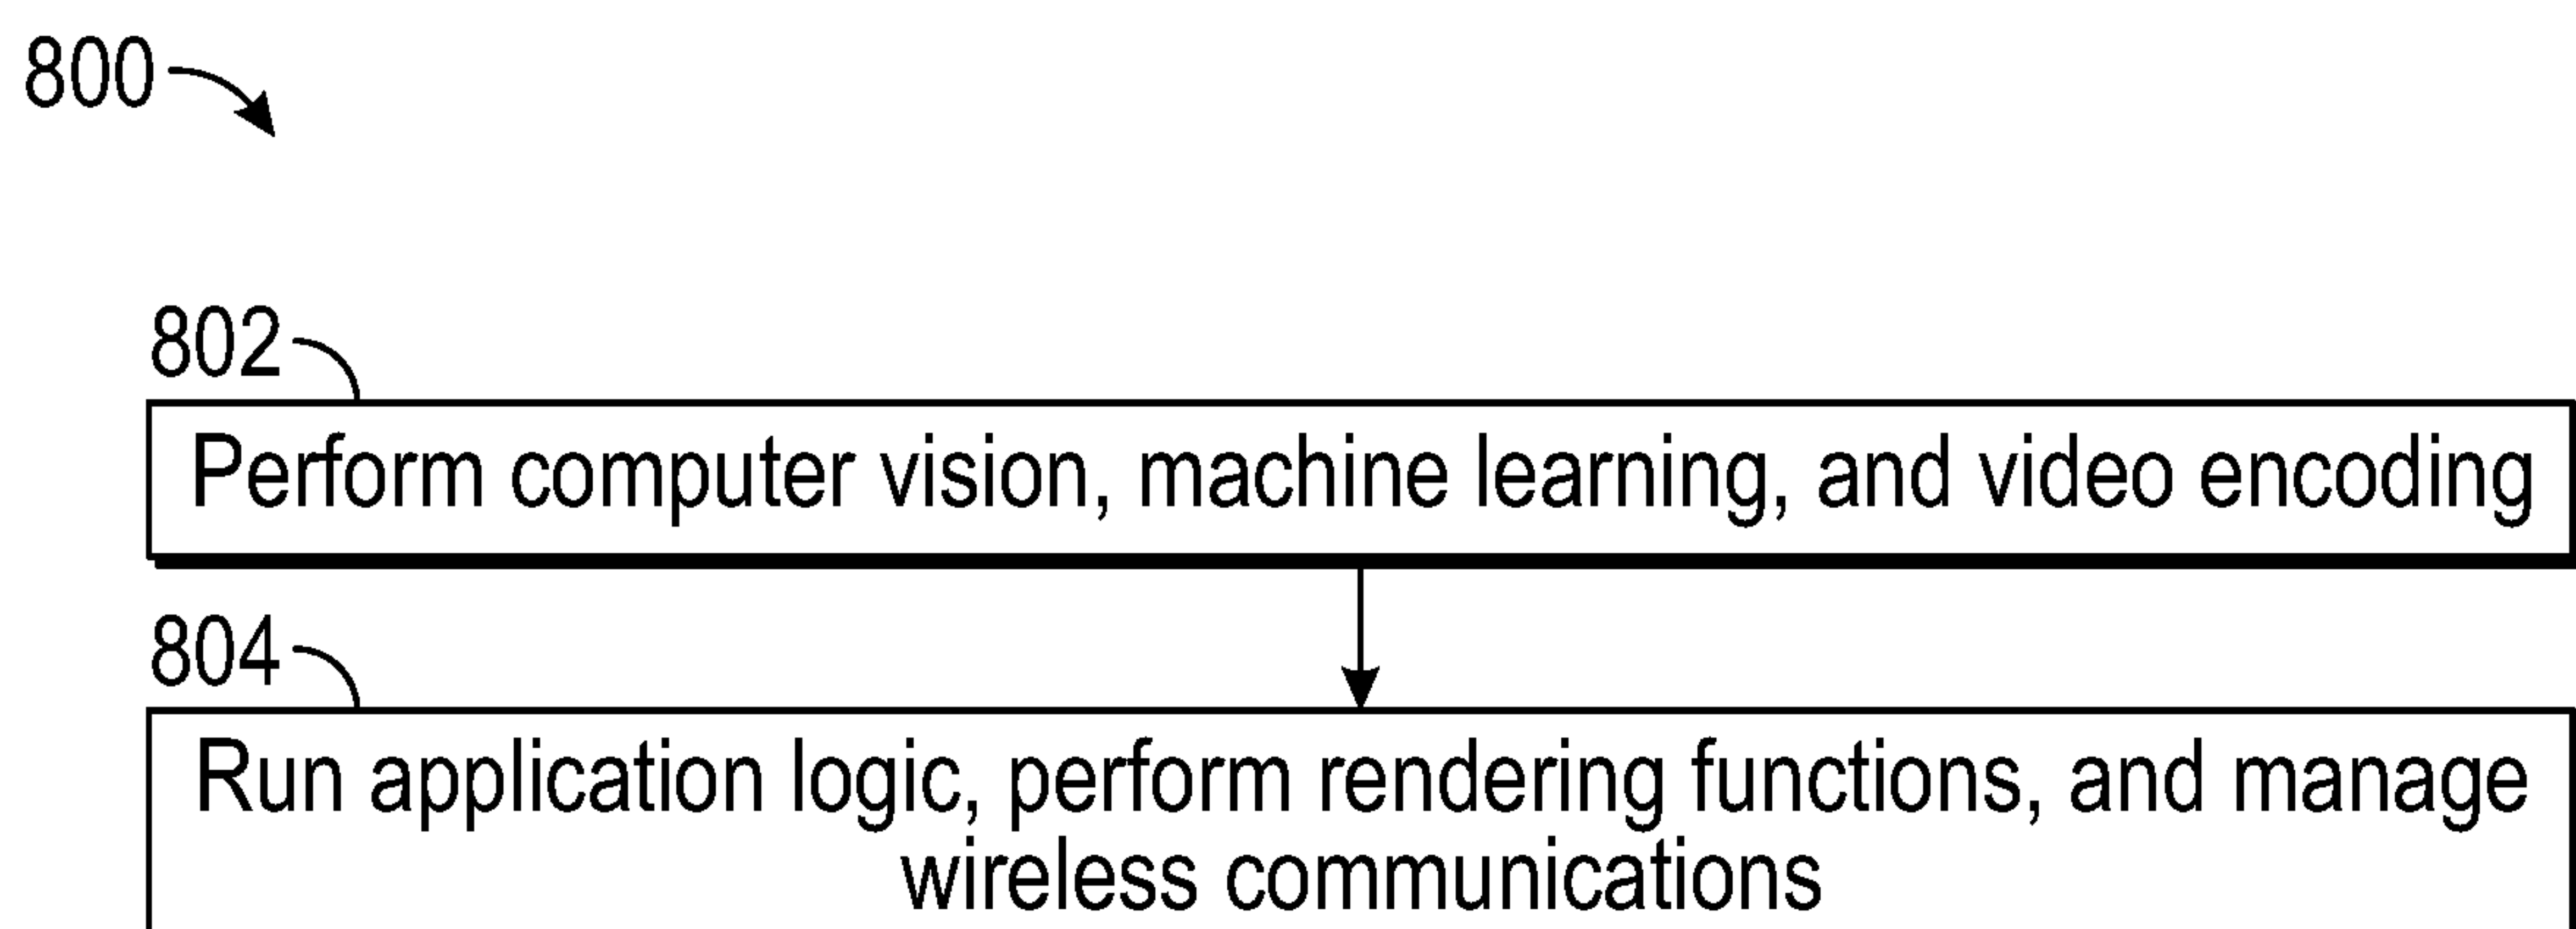 800
802
Perform computer vision, machine learning, and video encoding
804
Run application logic, perform rendering functions, and manage
wireless communications